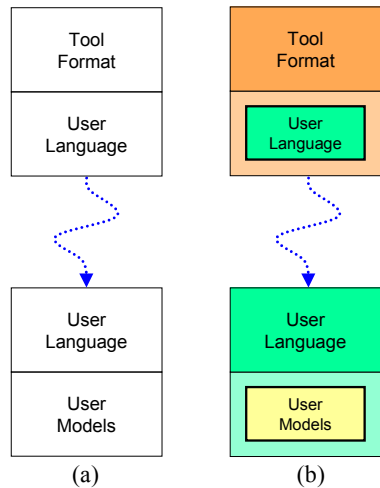 Tool
Format
User
Language
User
Language
User
Models
(a)
Tool
Format
User
Language
User
Language
User
Models
(b)